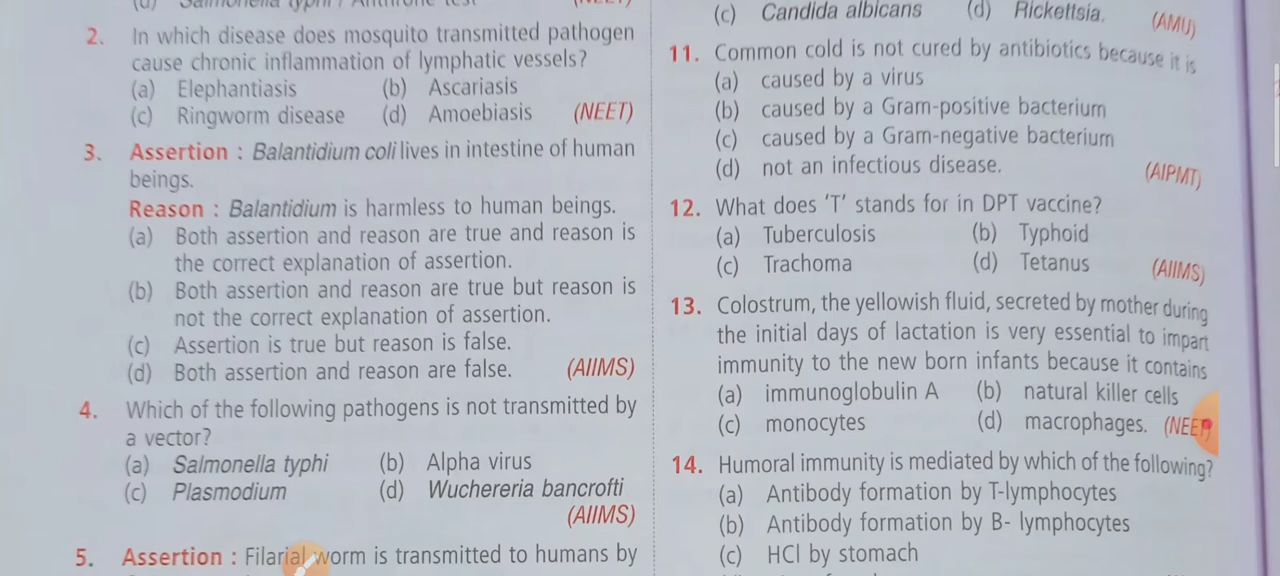 2. In which disease does mosquito transmitted pathogen
cause chronic inflammation of lymphatic vessels?
(a) Elephantiasis (b) Ascariasis
(c) Ringworm disease (d) Amoebiasis (NEET)
3. Assertion : Balantidium coli lives in intestine of human
beings.
Reason : Balantidium is harmless to human beings.
(a) Both assertion and reason are true and reason is
the correct explanation of assertion.
(b) Both assertion and reason are true but reason is
not the correct explanation of assertion.
(c) Assertion is true but reason is false.
(d) Both assertion and reason are false. (AIIMS)
4. Which of the following pathogens is not transmitted by
a vector?
(a) Salmonella typhi (b) Alpha virus
(c) Plasmodium (d) Wuchereria bancrofti
(AIIMS)
5. Assertion : Filarial worm is transmitted to humans by
(c) Candida albicans (d) Rickettsia. (AMU)
11. Common cold is not cured by antibiotics because it is
(a) caused by a virus
(b) caused by a Gram-positive bacterium
(c) caused by a Gram-negative bacterium
(d) not an infectious disease. (AIPMT)
12. What does 'T' stands for in DPT vaccine?
(a) Tuberculosis (b) Typhoid
(c) Trachoma (d) Tetanus (AIIMS)
13. Colostrum, the yellowish fluid, secreted by mother during
the initial days of lactation is very essential to impart
immunity to the new born infants because it contains
(a) immunoglobulin A (b) natural killer cells
(c) monocytes (d) macrophages. (NEET)
14. Humoral immunity is mediated by which of the following?
(a) Antibody formation by T-lymphocytes
(b) Antibody formation by B- lymphocytes
(c) HCl by stomach